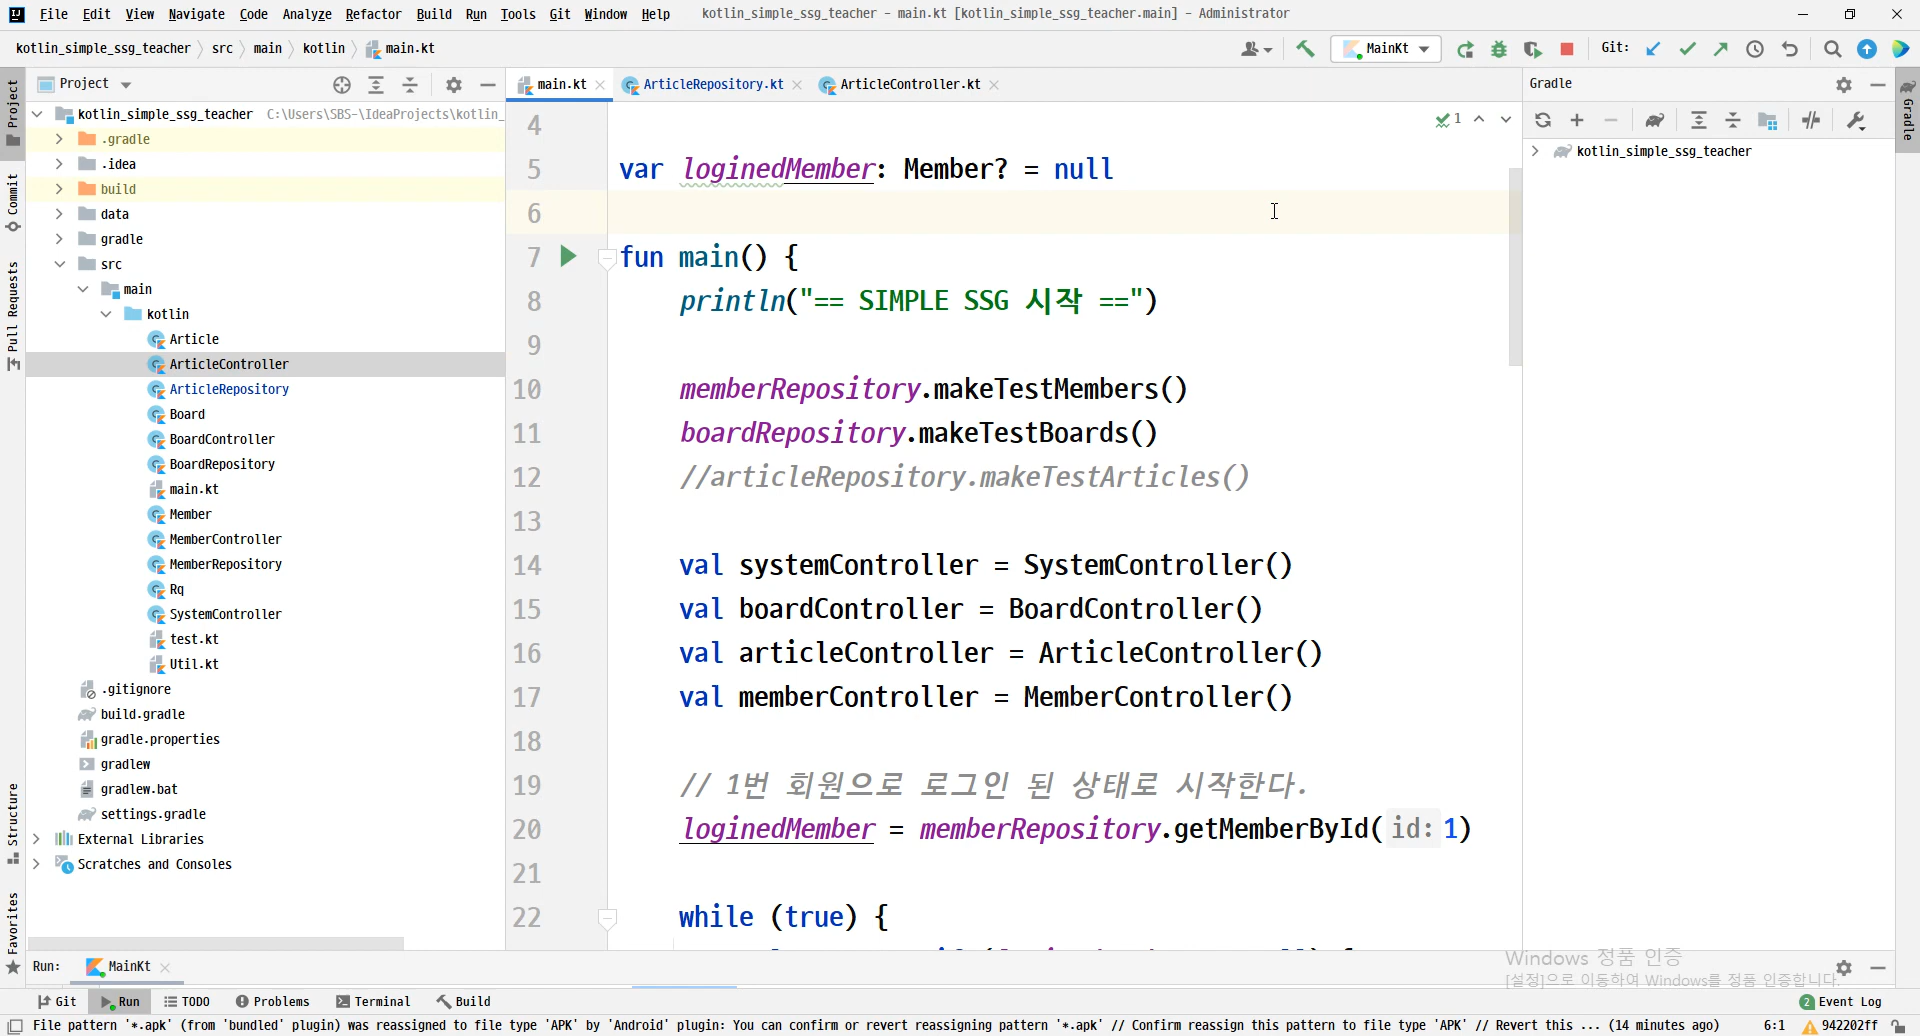 File Edit View Navigate Code Analyze Refactor Build Run Tools Git Window Help kotlin_simple_ssg_teacher - main.kt [kotlin_simple_ssg_teacher.main] - Administrator
kotlin_simple_ssg_teacher src main kotlin main.kt MainKt Git:
Project
main.kt ArticleRepository.kt ArticleController.kt
Gradle
Project
Commit
Pull Requests
Structure
Favorites
Gradle
kotlin_simple_ssg_teacher C:\Users\SBS-\IdeaProjects\kotlin_
.gradle
.idea
build
data
gradle
src
main
kotlin
Article
ArticleController
ArticleRepository
Board
BoardController
BoardRepository
main.kt
Member
MemberController
MemberRepository
Rq
SystemController
test.kt
Util.kt
.gitignore
build.gradle
gradle.properties
gradlew
gradlew.bat
settings.gradle
External Libraries
Scratches and Consoles
1
4
5 var loginedMember: Member? = null
6
7 fun main() {
8 println("== SIMPLE SSG 시작 ==")
9
10 memberRepository.makeTestMembers()
11 boardRepository.makeTestBoards()
12 //articleRepository.makeTestArticles()
13
14 val systemController = SystemController()
15 val boardController = BoardController()
16 val articleController = ArticleController()
17 val memberController = MemberController()
18
19 // 1번 회원으로 로그인 된 상태로 시작한다.
20 loginedMember = memberRepository.getMemberById( id: 1)
21
22 while (true) {
kotlin_simple_ssg_teacher
Windows 정품 인증
[설정]으로 이동하여 Windows를 정품 인증합니다.
Run: MainKt
Git Run TODO Problems Terminal Build 2 Event Log
File pattern '*.apk' (from 'bundled' plugin) was reassigned to file type 'APK' by 'Android' plugin: You can confirm or revert reassigning pattern '*.apk' // Confirm reassign this pattern to file type 'APK' // Revert this ... (14 minutes ago) 6:1 942202ff